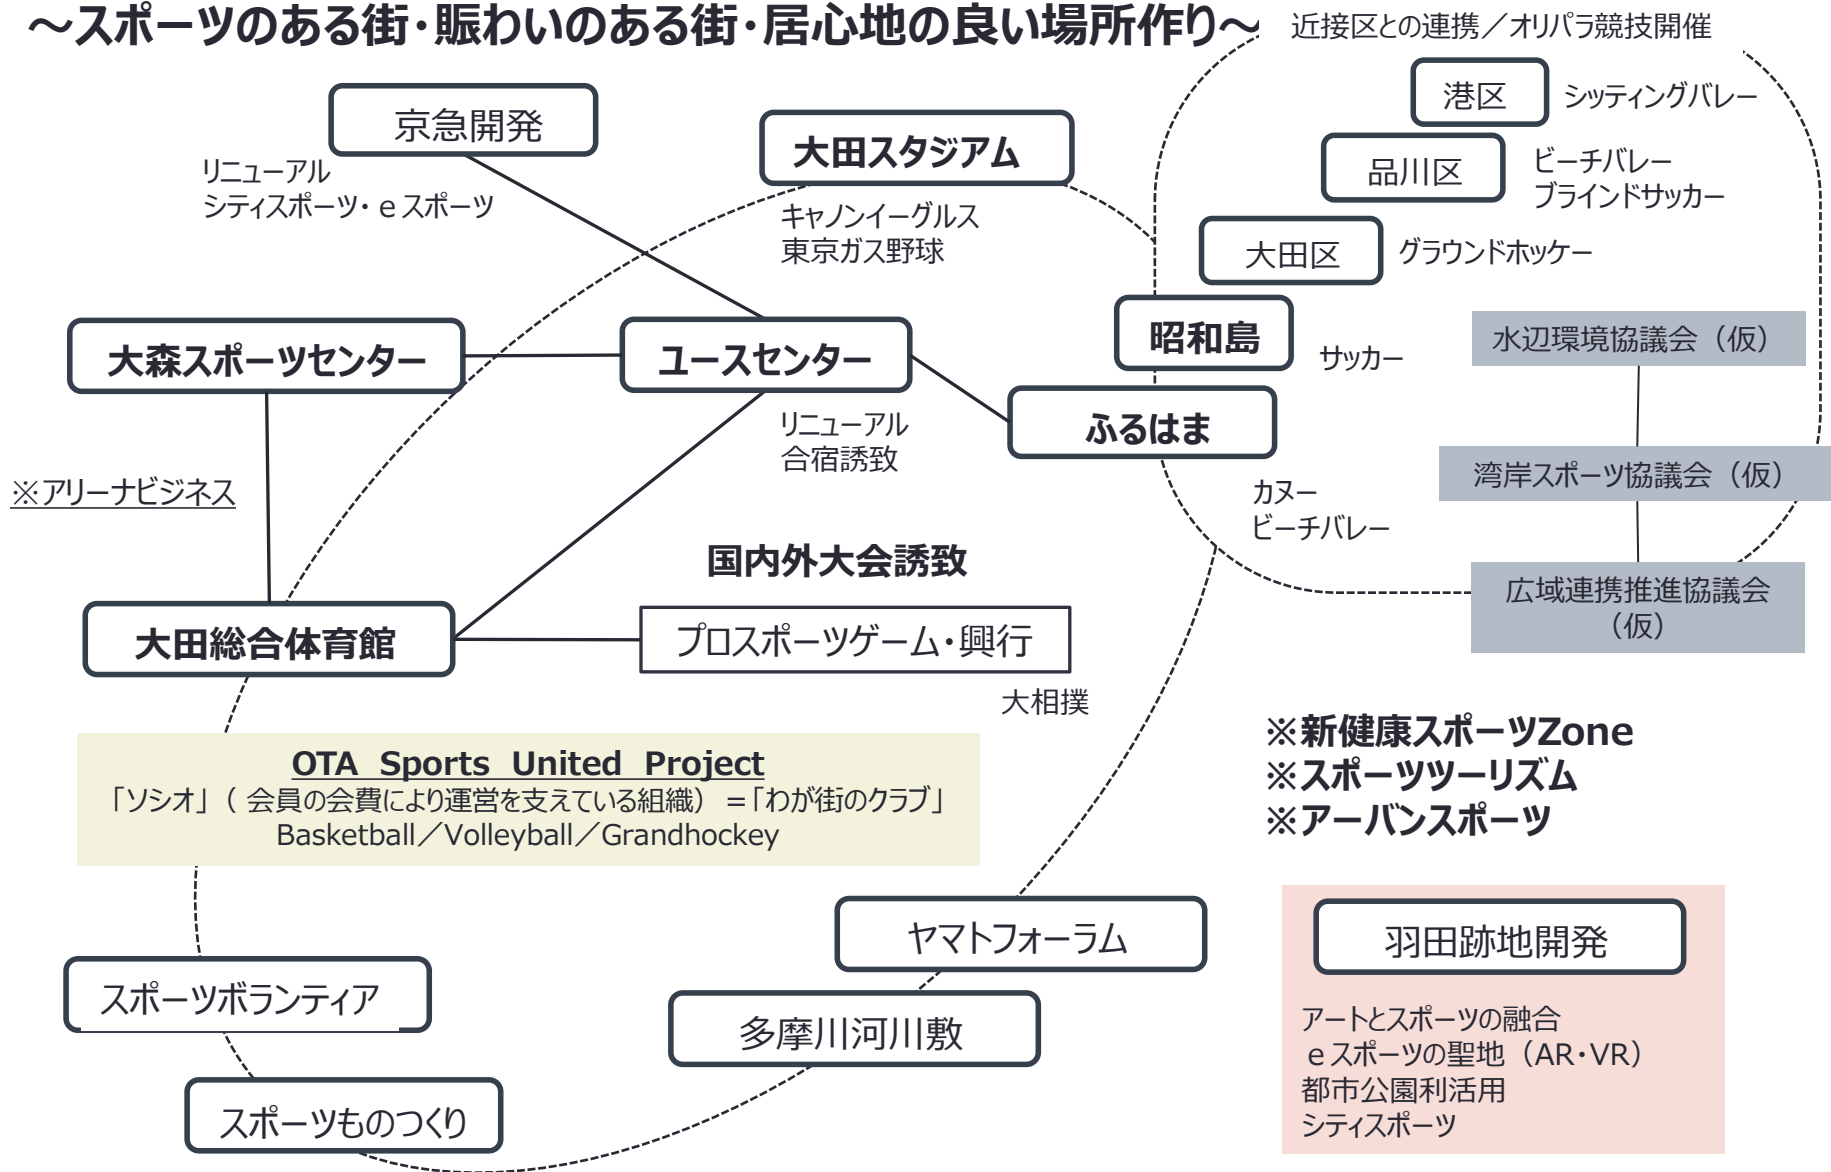 ～スポーツのある街･賑わいのある街･居心地の良い場所作り～
近接区との連携／オリパラ競技開催
港区
シッティングバレー
京急開発
大田スタジアム
品川区
ビーチバレー
ブラインドサッカー
リニューアル
シティスポーツ･ｅスポーツ
キャノンイーグルス
東京ガス野球
大田区
グラウンドホッケー
大森スポーツセンター
ユースセンター
昭和島
サッカー
水辺環境協議会（仮）
リニューアル
合宿誘致
ふるはま
※アリーナビジネス
カヌー
ビーチバレー
湾岸スポーツ協議会（仮）
国内外大会誘致
大田総合体育館
プロスポーツゲーム･興行
広域連携推進協議会
（仮）
大相撲
OTA Sports United Project
「ソシオ」（会員の会費により運営を支えている組織）=「わが街のクラブ」
Basketball／Volleyball／Grandhockey
※新健康スポーツZone
※スポーツツーリズム
※アーバンスポーツ
ヤマトフォーラム
羽田跡地開発
スポーツボランティア
多摩川河川敷
アートとスポーツの融合
ｅスポーツの聖地（AR･VR）
都市公園利活用
シティスポーツ
スポーツものつくり